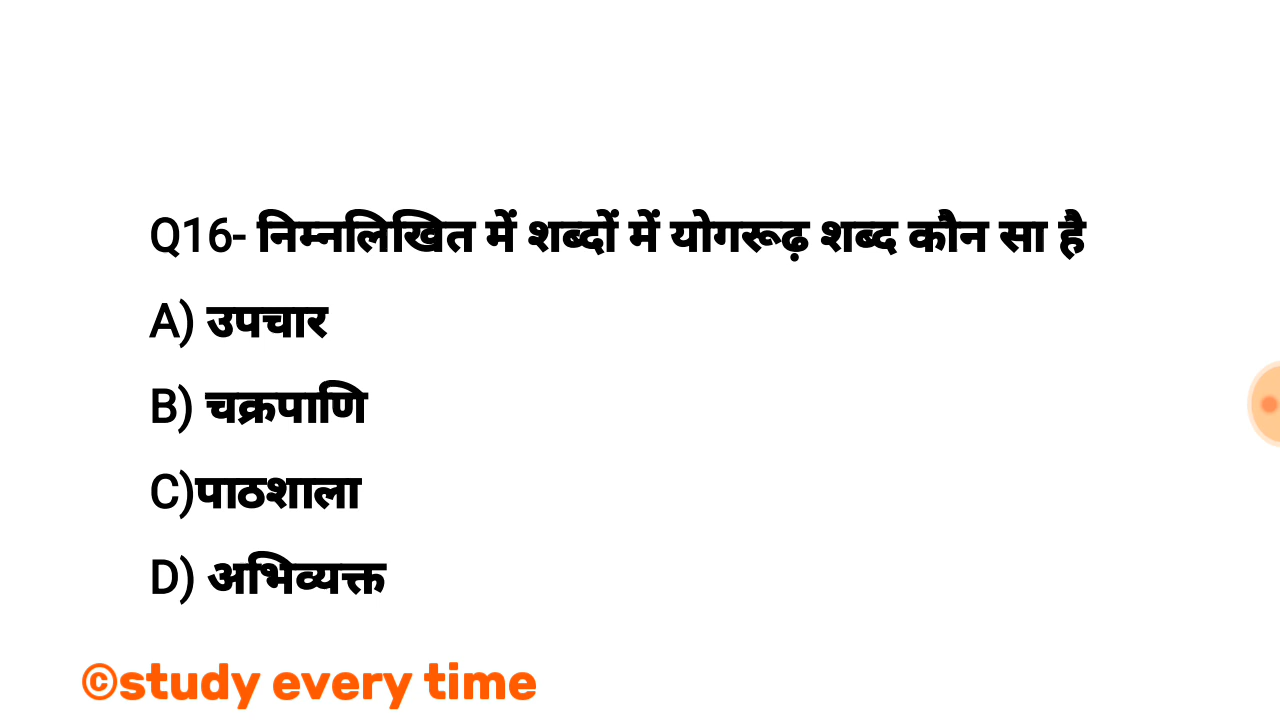 Q16- निम्नलिखित में शब्दों में योगरूढ़ शब्द कौन सा है
A) उपचार
B) चक्रपाणि
C)पाठशाला
D) अभिव्यक्त
©study every time